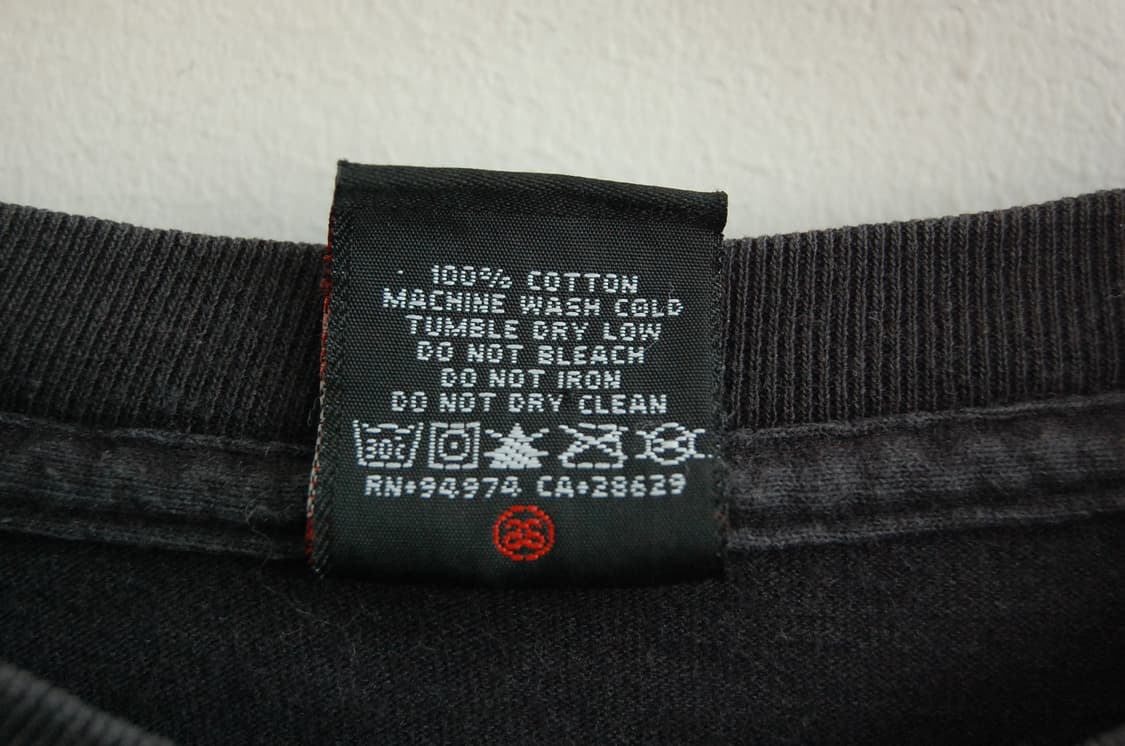 100% COTTON
MACHINE WASH COLD
TUMBLE DRY LOW
DO NOT BLEACH
DO NOT IRON
DO NOT DRY CLEAN
30C
RN#94974 CA#28629